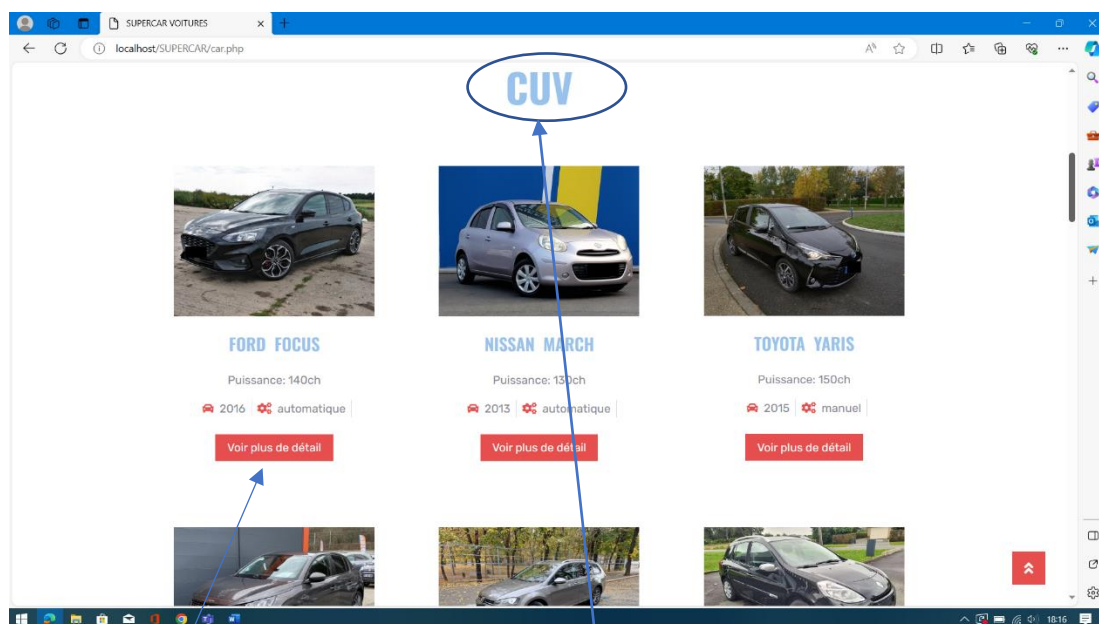 SUPERCAR VOITURES
localhost/SUPERCAR/car.php
CUV
FORD FOCUS
NISSAN MARCH
TOYOTA YARIS
Puissance: 140ch
Puissance: 130ch
Puissance: 150ch
2016 automatique
2013 automatique
2015 manuel
Voir plus de détail
Voir plus de détail
Voir plus de détail
18:16